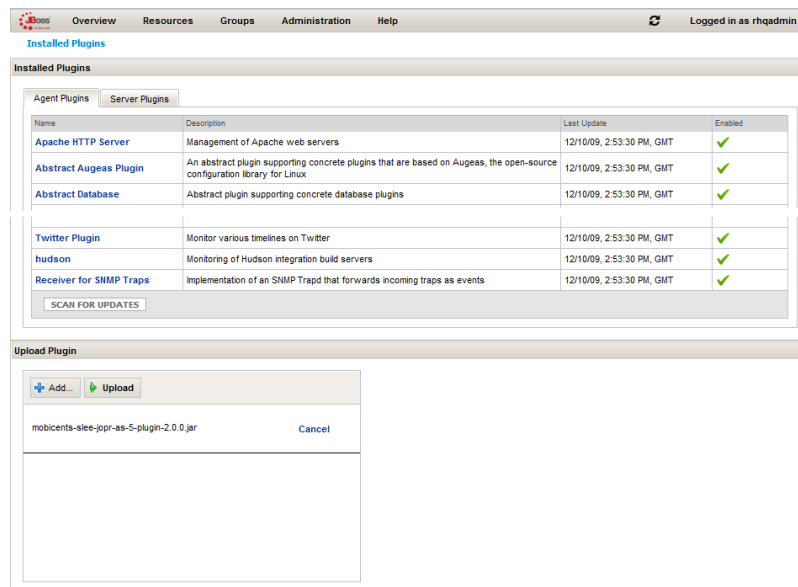 JBoss Overview Resources Groups Administration Help Logged in as rhqadmin
Installed Plugins
Installed Plugins
Agent Plugins Server Plugins
Name Description Last Update Enabled
Apache HTTP Server Management of Apache web servers 12/10/09, 2:53:30 PM, GMT
Abstract Augeas Plugin An abstract plugin supporting concrete plugins that are based on Augeas, the open-source configuration library for Linux 12/10/09, 2:53:30 PM, GMT
Abstract Database Abstract plugin supporting concrete database plugins 12/10/09, 2:53:30 PM, GMT
Twitter Plugin Monitor various timelines on Twitter 12/10/09, 2:53:30 PM, GMT
hudson Monitoring of Hudson integration build servers 12/10/09, 2:53:30 PM, GMT
Receiver for SNMP Traps Implementation of an SNMP Trapd that forwards incoming traps as events 12/10/09, 2:53:30 PM, GMT
SCAN FOR UPDATES
Upload Plugin
Add... Upload
mobicents-slee-jopr-as-5-plugin-2.0.0.jar Cancel